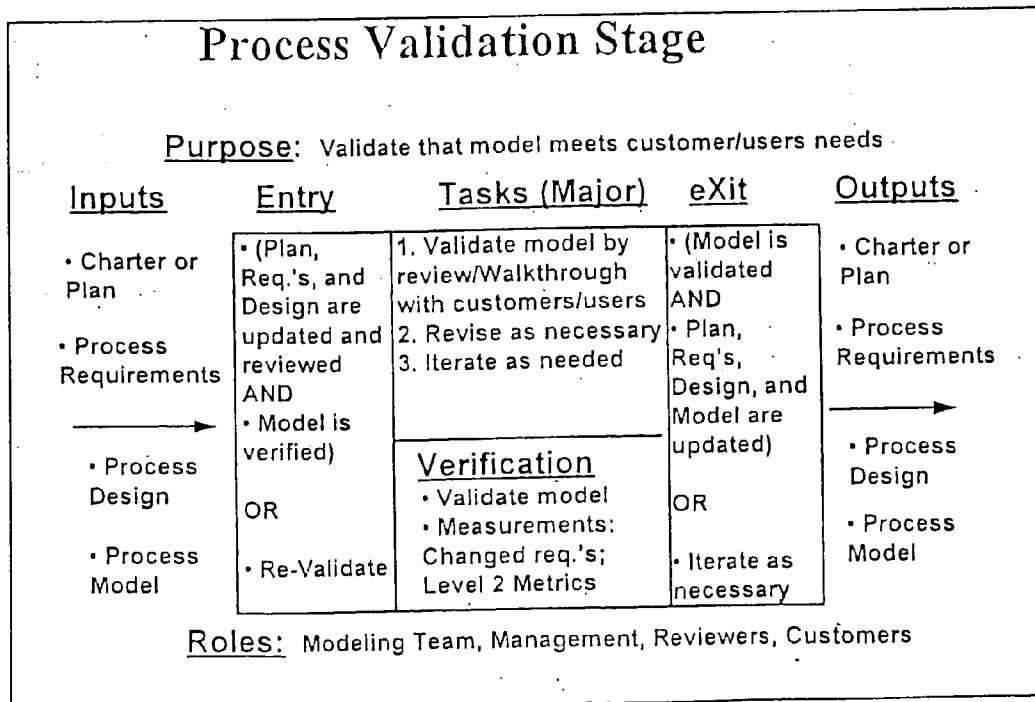 Process Validation Stage
Purpose: Validate that model meets customer/users needs
Inputs
• Charter or
Plan
• Process
Requirements
• Process
Design
• Process
Model
Entry
• (Plan,
Req.'s, and
Design are
updated and
reviewed
AND
• Model is
verified)
OR
• Re-Validate
Tasks (Major)
1. Validate model by
review/Walkthrough
with customers/users
2. Revise as necessary
3. Iterate as needed
Verification
• Validate model
• Measurements:
Changed req.'s;
Level 2 Metrics
eXit
• (Model is
validated
AND
• Plan,
Req's,
Design, and
Model are
updated)
OR
• Iterate as
necessary
Outputs
• Charter or
Plan
• Process
Requirements
• Process
Design
• Process
Model
Roles: Modeling Team, Management, Reviewers, Customers